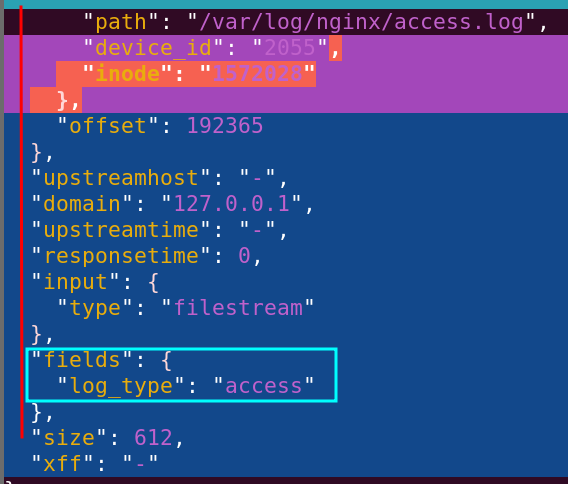 "path": "/var/log/nginx/access.log",
"device_id": "2055",
"inode": "1572028"
},
"offset": 192365
},
"upstreamhost": "-",
"domain": "127.0.0.1",
"upstreamtime": "-",
"responsetime": 0,
"input": {
"type": "filestream"
},
"fields": {
"log_type": "access"
},
"size": 612,
"xff": "-"